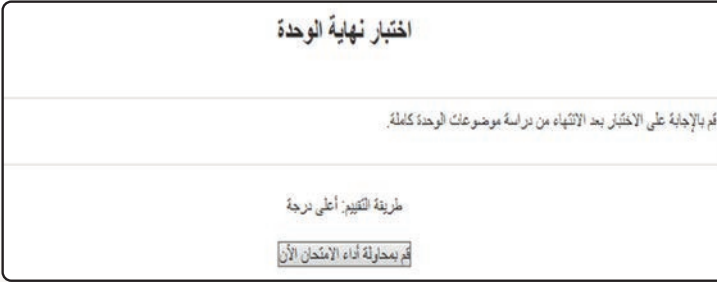 اختبار نهاية الوحدة
قم بالإجابة على الاختبار بعد الانتهاء من دراسة موضوعات الوحدة كاملة.
طريقة التقييم: أعلى درجة
قم بمحاولة أداء الامتحان الآن